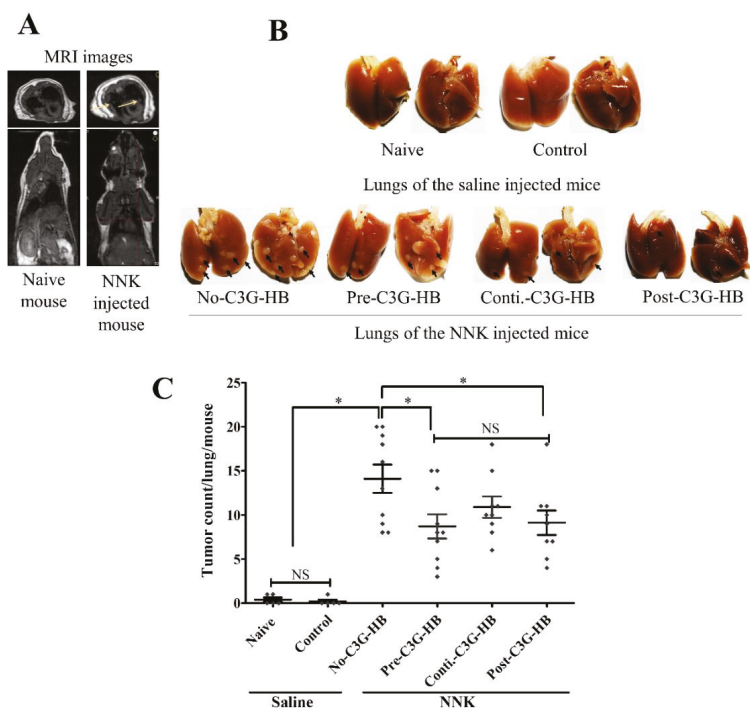 A
MRI images
Naive
mouse
NNK
injected
mouse
B
Naive
Control
Lungs of the saline injected mice
No-C3G-HB
Pre-C3G-HB
Conti.-C3G-HB
Post-C3G-HB
Lungs of the NNK injected mice
C
Tumor count/lung/mouse
25
20
15
10
5
0
NS
*
*
*
NS
Naive
Control
No-C3G-HB
Pre-C3G-HB
Conti.-C3G-HB
Post-C3G-HB
Saline
NNK